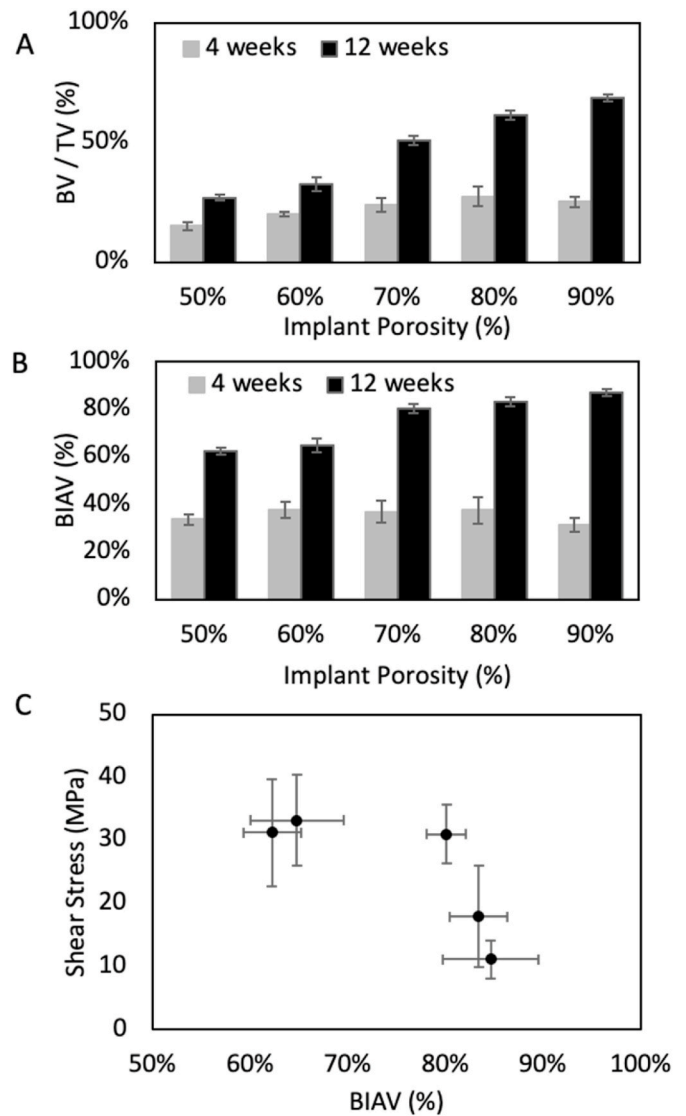 A
100%
4 weeks 12 weeks
BV / TV (%)
50%
0%
50% 60% 70% 80% 90%
Implant Porosity (%)
B
100%
4 weeks 12 weeks
80%
BIAV (%)
60%
40%
20%
0%
50% 60% 70% 80% 90%
Implant Porosity (%)
C
50
40
Shear Stress (MPa)
30
20
10
0
50% 60% 70% 80% 90% 100%
BIAV (%)